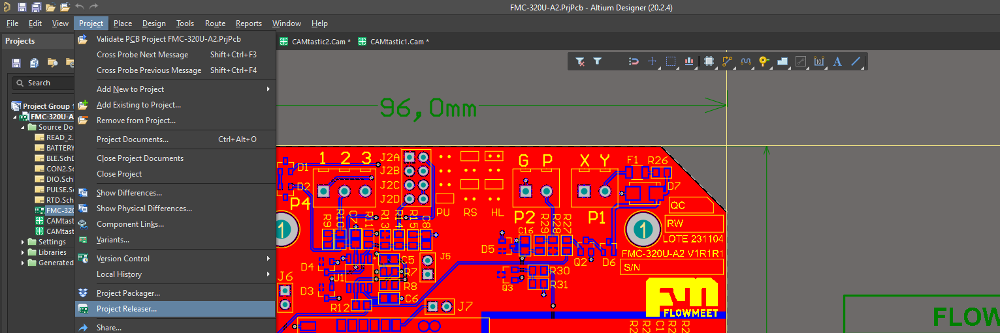 FMC-320U-A2.PrjPcb - Altium Designer (20.2.4)
File Edit View Project Place Design Tools Route Reports Window Help
Projects
CAMtastic2.Cam * CAMtastic1.Cam *
Search
Validate PCB Project FMC-320U-A2.PrjPcb
Cross Probe Next Message Shift+Ctrl+F3
Cross Probe Previous Message Shift+Ctrl+F4
Add New to Project
Add Existing to Project...
Remove from Project...
Project Documents... Ctrl+Alt+O
Close Project Documents
Close Project
Show Differences...
Show Physical Differences...
Component Links...
Variants...
Version Control
Local History
Project Packager...
Project Releaser...
Share...
Project Group
FMC-320U-A
Source Do
READ_2.
BATTERY
BLE.SchD
CON2.Sc
DIO.Sch
PULSE.Sc
RTD.Sch
FMC-320
CAMtast
CAMtast
Settings
Libraries
Generated
96,0mm
1 2 3 J2A G P X Y F1 R26
D1 J2B
D2 J2C D7
J2D
P4 PU RS HL P2 P1 QC
R9 R10 C7 R11 R13 R14 R15 C8 C16 R29 R28 R27 RW
1 1
LOTE 231104
D5 Q2 D6 FMC-320U-A2 V1R1R1
C5 J5 S/N
D4 R7 R30
J6 U1 R8 Q3 R31
D3 C6
R12 J7
FLOWMEET
FLOW